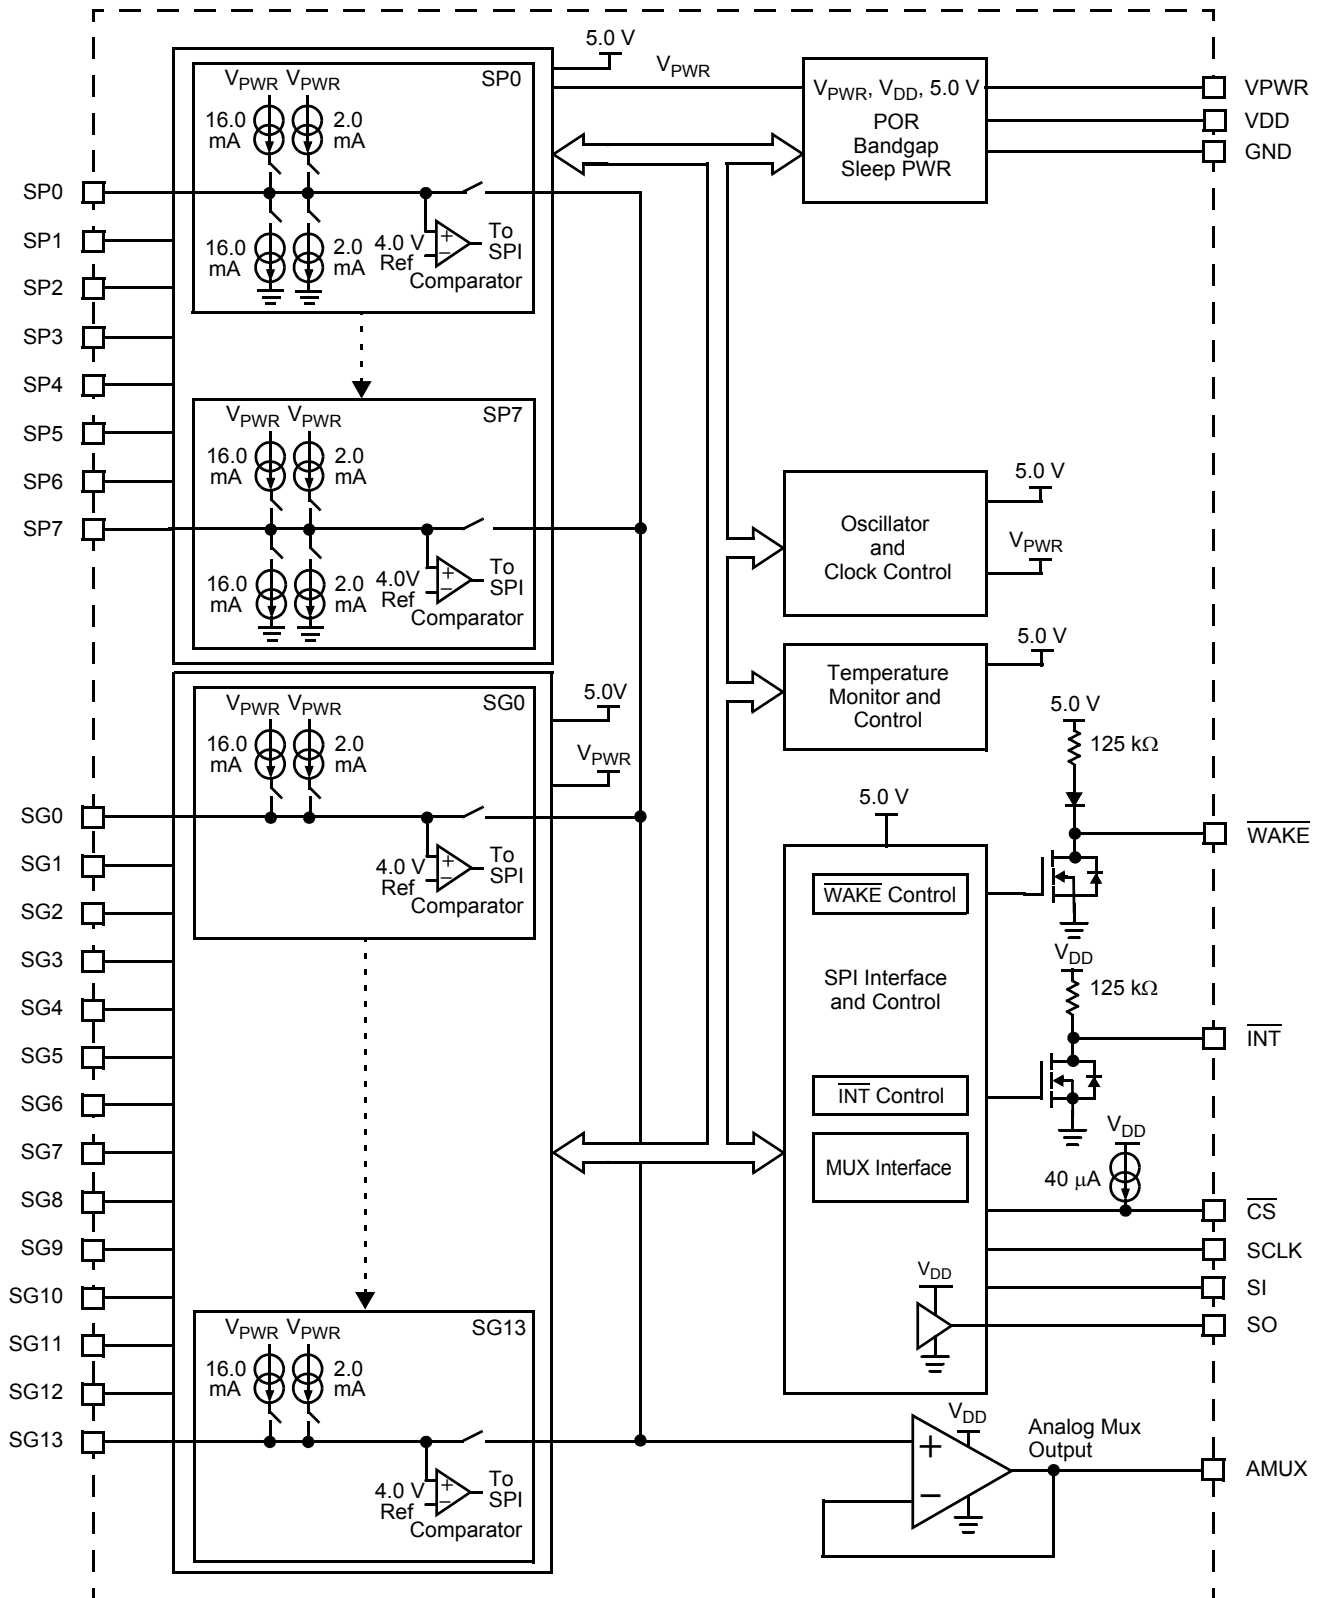 5.0 V
VPWR
SP0
VPWR VPWR
16.0 mA
2.0 mA
16.0 mA
2.0 mA
4.0 V Ref
+
−
To SPI
Comparator
SP7
VPWR VPWR
16.0 mA
2.0 mA
16.0 mA
2.0 mA
4.0V Ref
+
−
To SPI
Comparator
SG0
VPWR VPWR
16.0 mA
2.0 mA
4.0 V Ref
+
−
To SPI
Comparator
5.0V
VPWR
SG13
VPWR VPWR
16.0 mA
2.0 mA
4.0 V Ref
+
−
To SPI
Comparator
SP0
SP1
SP2
SP3
SP4
SP5
SP6
SP7
SG0
SG1
SG2
SG3
SG4
SG5
SG6
SG7
SG8
SG9
SG10
SG11
SG12
SG13
VPWR, VDD, 5.0 V
POR
Bandgap
Sleep PWR
Oscillator
and
Clock Control
5.0 V
VPWR
Temperature
Monitor and
Control
5.0 V
5.0 V
WAKE Control
SPI Interface
and Control
INT Control
MUX Interface
VDD
5.0 V
125 kΩ
VDD
125 kΩ
VDD
40 μA
VDD
+
−
Analog Mux
Output
VPWR
VDD
GND
WAKE
INT
CS
SCLK
SI
SO
AMUX